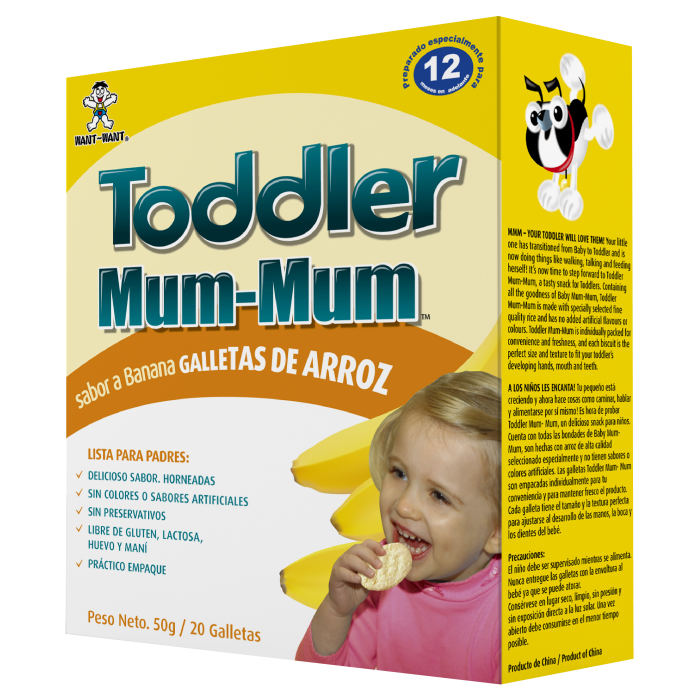 WANT-WANT®
Preparado especialmente para
12
meses en adelante
Toddler
Mum-Mum™
sabor a Banana GALLETAS DE ARROZ
LISTA PARA PADRES:
✓ DELICIOSO SABOR. HORNEADAS
✓ SIN COLORES O SABORES ARTIFICIALES
✓ SIN PRESERVATIVOS
✓ LIBRE DE GLUTEN, LACTOSA,
HUEVO Y MANÍ
✓ PRÁCTICO EMPAQUE
Peso Neto. 50g / 20 Galletas
MMM – YOUR TODDLER WILL LOVE THEM! Your little
one has transitioned from Baby to Toddler and is
now doing things like walking, talking and feeding
herself! It's now time to step forward to Toddler
Mum-Mum, a tasty snack for Toddlers. Containing
all the goodness of Baby Mum-Mum, Toddler
Mum-Mum is made with specially selected fine
quality rice and has no added artificial flavours or
colours. Toddler Mum-Mum is individually packed for
convenience and freshness, and each biscuit is the
perfect size and texture to fit your toddler's
developing hands, mouth and teeth.
A LOS NIÑOS LES ENCANTA! Tu pequeño está
creciendo y ahora hace cosas como caminar, hablar
y alimentarse por sí mismo! Es hora de probar
Toddler Mum- Mum, un delicioso snack para niños.
Cuenta con todas las bondades de Baby Mum-
Mum, son hechas con arroz de alta calidad
seleccionado especialmente y no tienen sabores o
colores artificiales. Las galletas Toddler Mum- Mum
son empacadas individualmente para tu
conveniencia y para mantener fresco el producto.
Cada galleta tiene el tamaño y la textura perfecta
para ajustarse al desarrollo de las manos, la boca y
los dientes del bebé.
Precauciones:
El niño debe ser supervisado mientras se alimenta.
Nunca entregue las galletas con la envoltura al
bebé ya que se puede atorar.
Consérvese en lugar seco, limpio, sin presión y
sin exposición directa a la luz solar. Una vez
abierto debe consumirse en el menor tiempo
posible.
Producto de China / Product of China